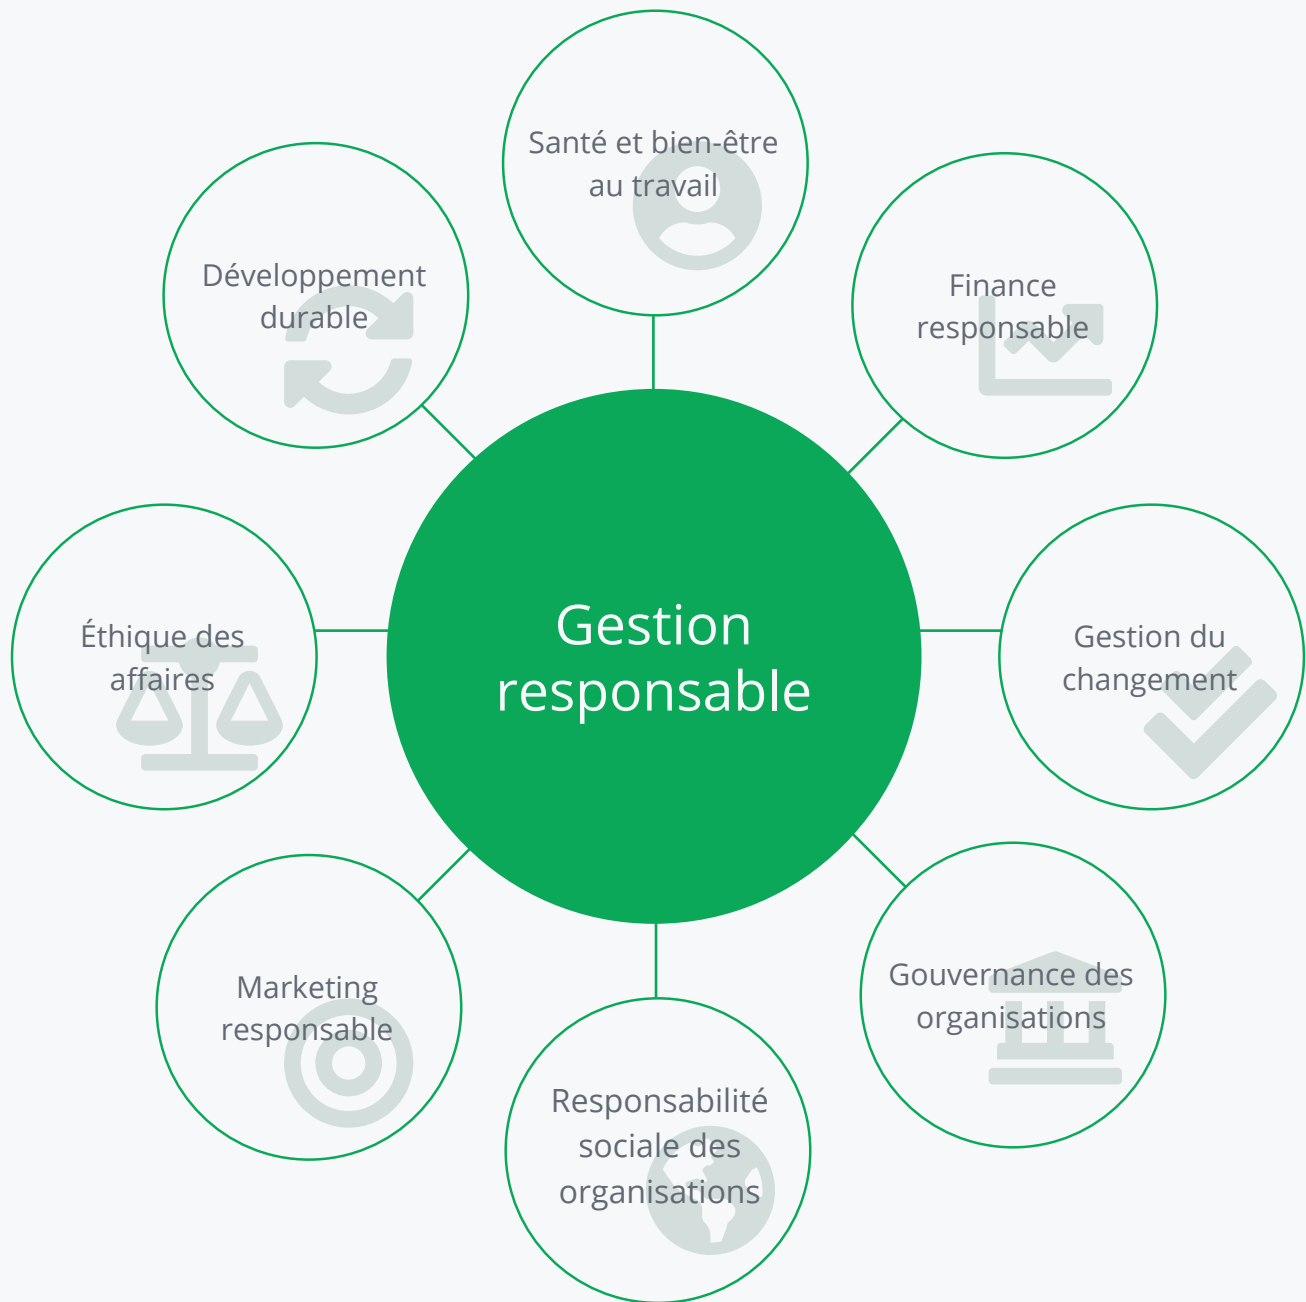 Santé et bien-être
au travail
Développement
durable
Finance
responsable
Gestion
responsable
Éthique des
affaires
Gestion du
changement
Marketing
responsable
Gouvernance des
organisations
Responsabilité
sociale des
organisations